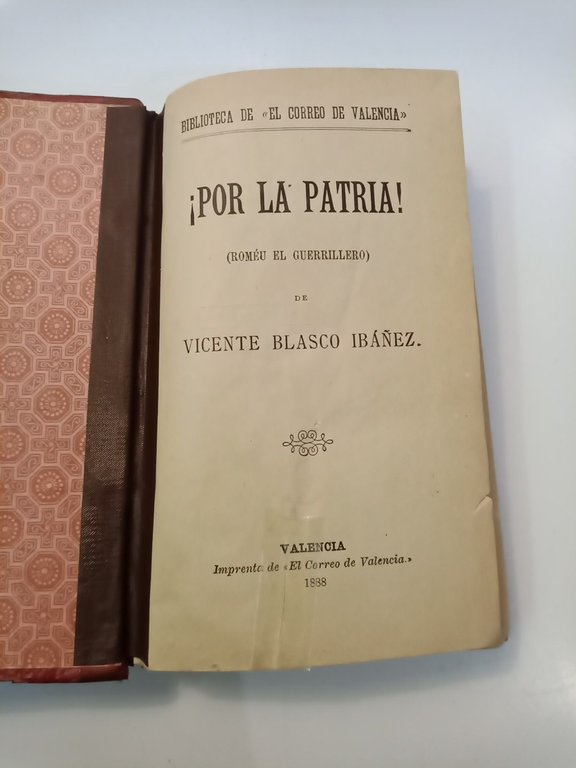 BIBLIOTECA DE «EL CORREO DE VALENCIA»
¡POR LA PATRIA!
(ROMÉU EL GUERRILLERO)
DE
VICENTE BLASCO IBÁÑEZ.
VALENCIA
Imprenta de «El Correo de Valencia.»
1888